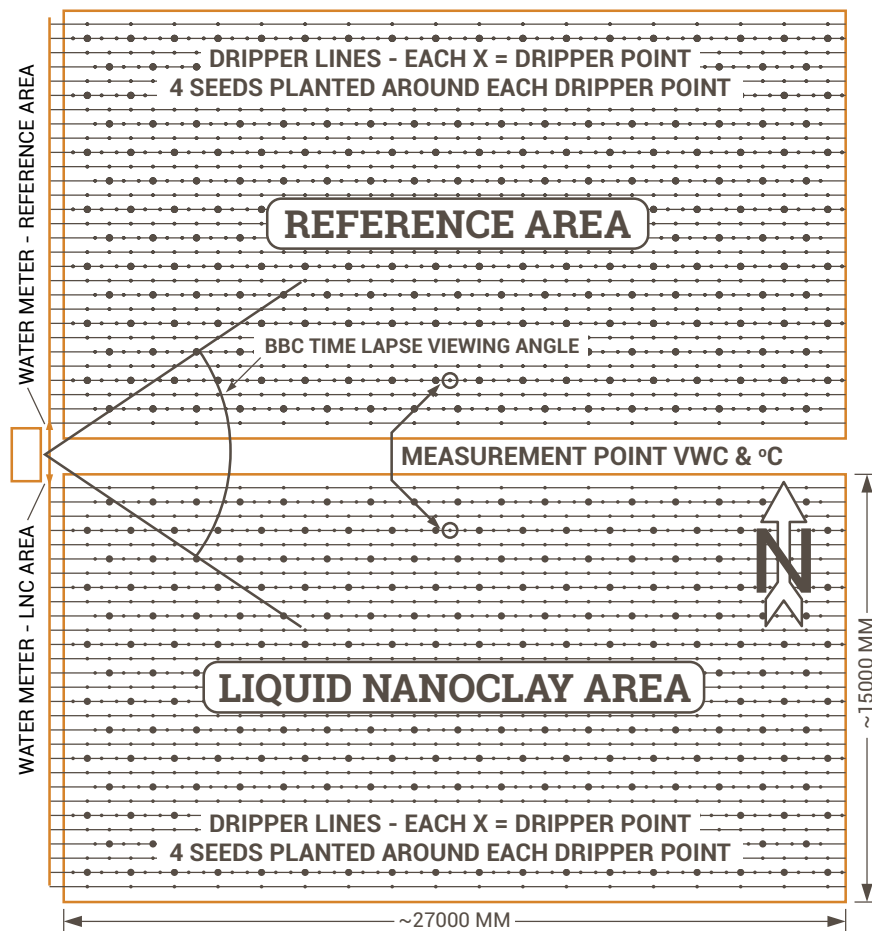 DRIPPER LINES - EACH X = DRIPPER POINT
4 SEEDS PLANTED AROUND EACH DRIPPER POINT
WATER METER - REFERENCE AREA
REFERENCE AREA
BBC TIME LAPSE VIEWING ANGLE
MEASUREMENT POINT VWC & ºC
N
WATER METER - LNC AREA
LIQUID NANOCLAY AREA
~15000 MM
DRIPPER LINES - EACH X = DRIPPER POINT
4 SEEDS PLANTED AROUND EACH DRIPPER POINT
~27000 MM